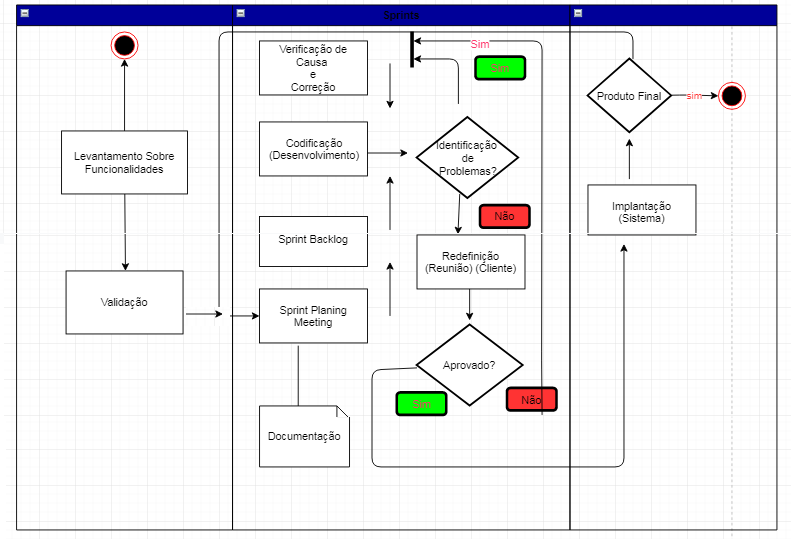 Sprints
Levantamento Sobre
Funcionalidades
Validação
Verificação de
Causa
e
Correção
Codificação
(Desenvolvimento)
Sprint Backlog
Sprint Planing
Meeting
Documentação
Sim
Sim
Identificação
de
Problemas?
Não
Redefinição
(Reunião) (Cliente)
Aprovado?
Sim
Não
Produto Final
sim
Implantação
(Sistema)